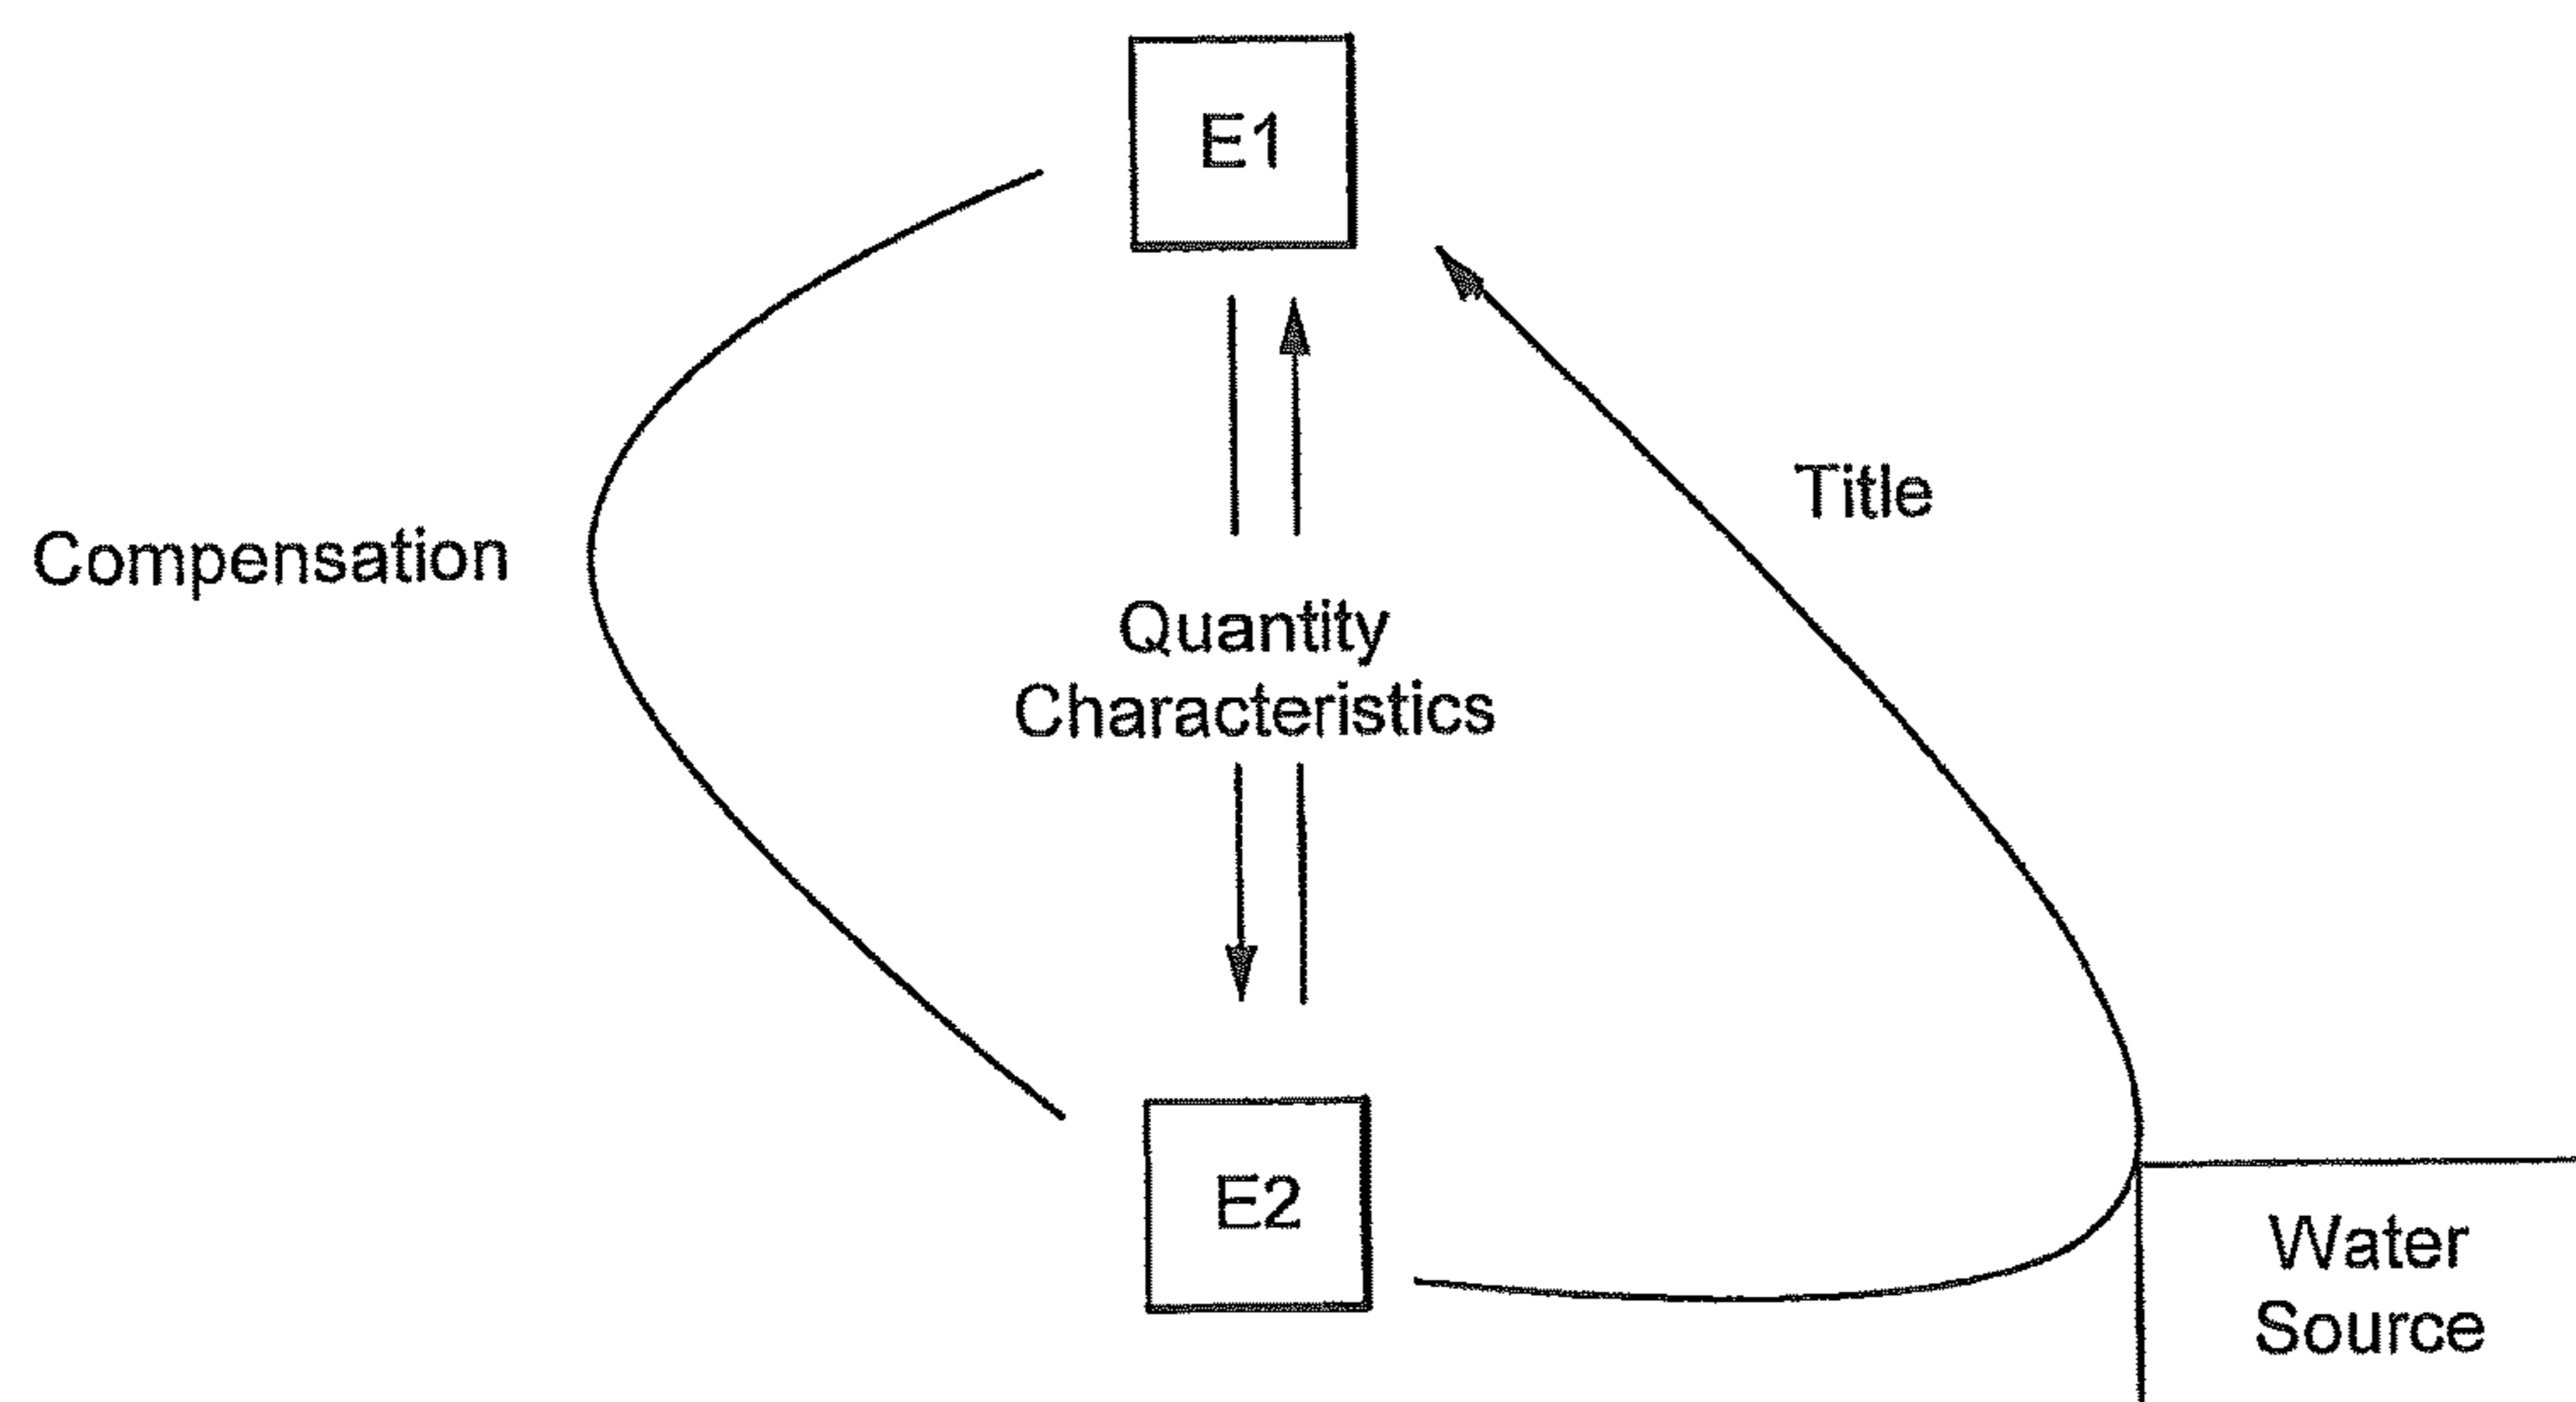 E1
Title
Compensation
Quantity
Characteristics
E2
Water
Source